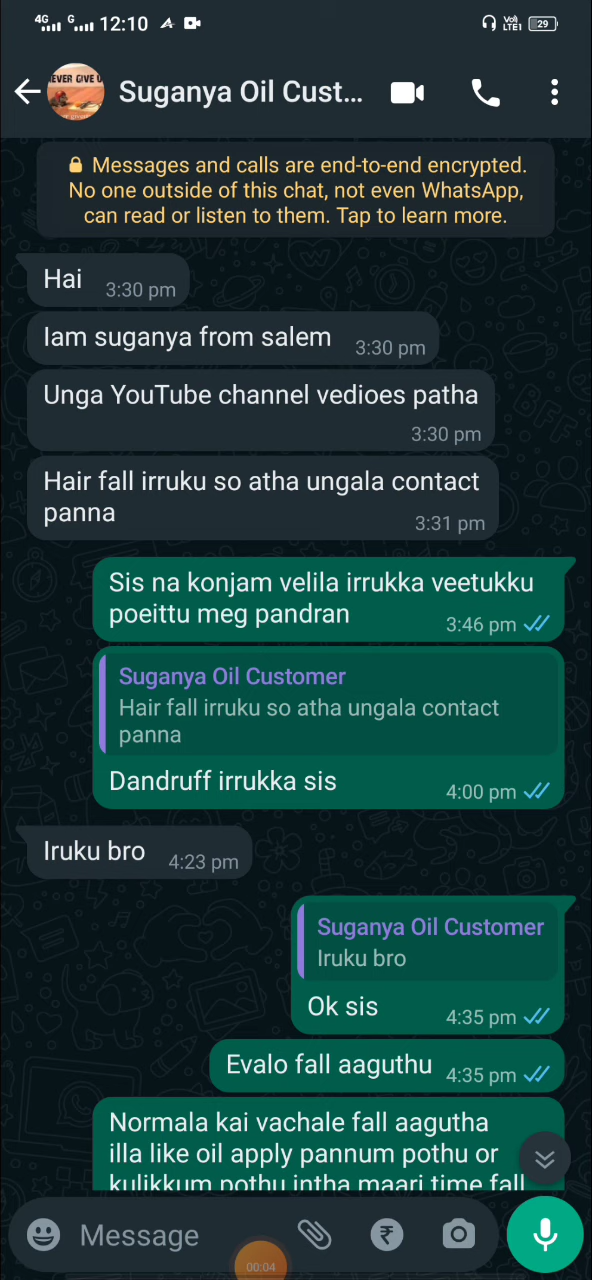 4G G 12:10 Vo) LTE1 29
EVER GIVE U
Suganya Oil Cust...
Messages and calls are end-to-end encrypted.
No one outside of this chat, not even WhatsApp,
can read or listen to them. Tap to learn more.
Hai 3:30 pm
Iam suganya from salem 3:30 pm
Unga YouTube channel vedioes patha
3:30 pm
Hair fall irruku so atha ungala contact
panna 3:31 pm
Sis na konjam velila irrukka veetukku
poeittu meg pandran 3:46 pm
Suganya Oil Customer
Hair fall irruku so atha ungala contact
panna
Dandruff irrukka sis 4:00 pm
Iruku bro 4:23 pm
Suganya Oil Customer
Iruku bro
Ok sis 4:35 pm
Evalo fall aaguthu 4:35 pm
Normala kai vachale fall aagutha
illa like oil apply pannum pothu or
kulikkum pothu intha maari time fall
Message
00:04